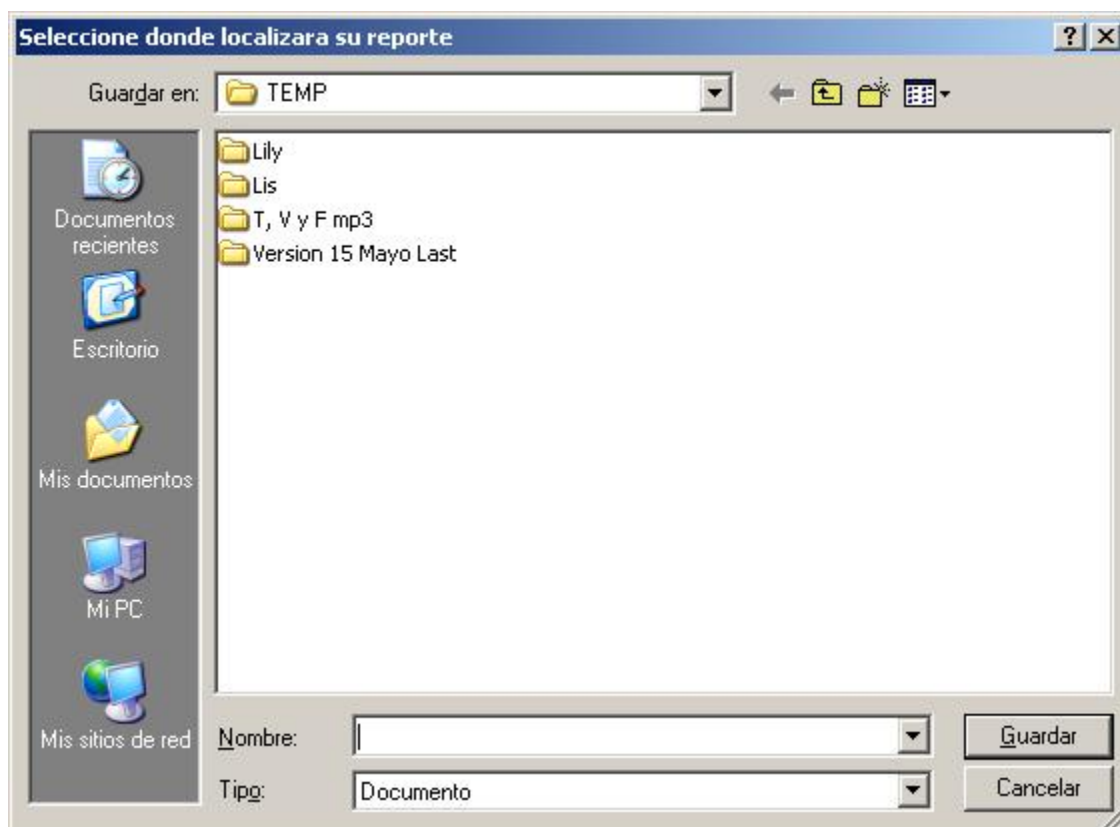 Seleccione donde localizara su reporte
Guardar en: TEMP
Documentos
recientes
Escritorio
Mis documentos
Mi PC
Mis sitios de red
Lily
Lis
T, V y F mp3
Version 15 Mayo Last
Nombre:
Guardar
Tipo: Documento
Cancelar